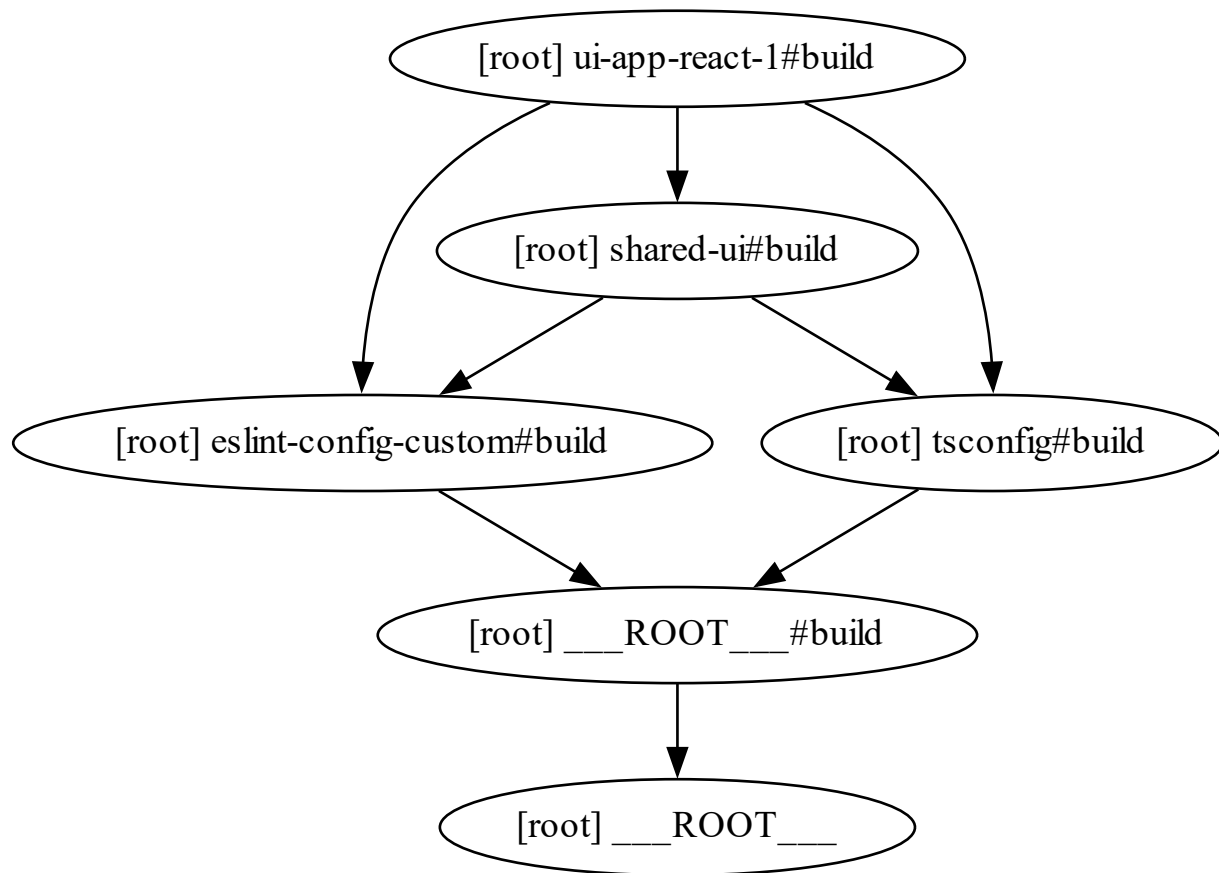 [root] ui-app-react-1#build
[root] shared-ui#build
[root] eslint-config-custom#build
[root] tsconfig#build
[root] ___ROOT___#build
[root] ___ROOT___